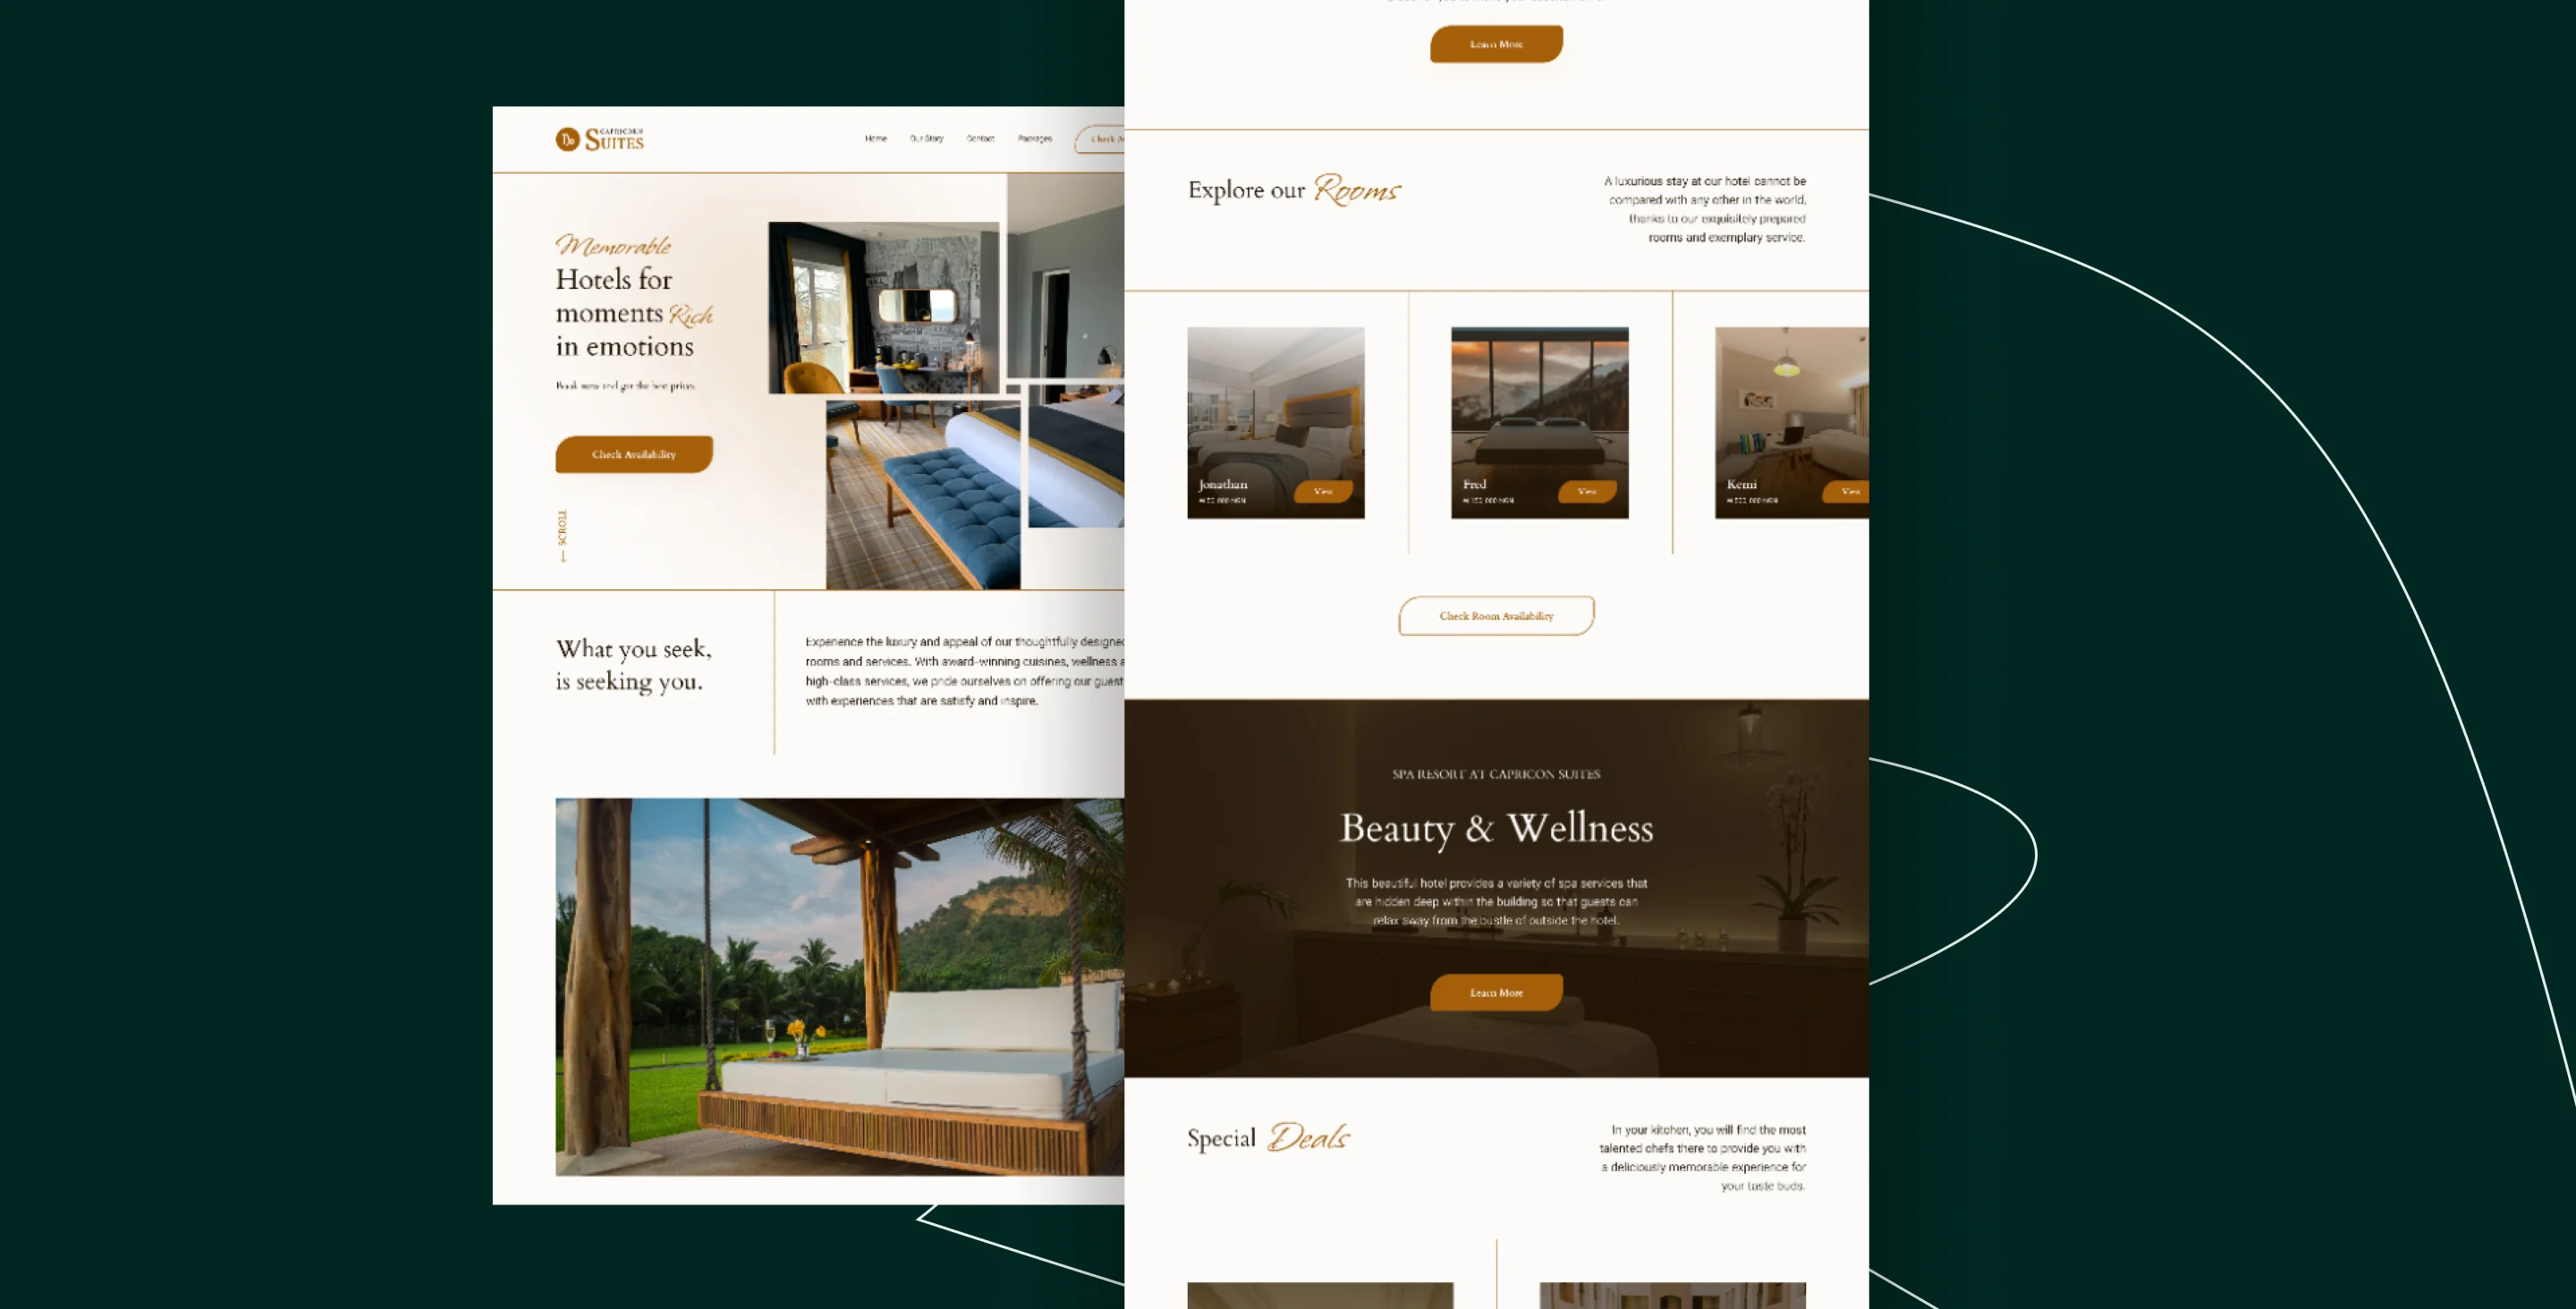 CAPRICORN
SUITES
Home Our Story Contact Packages
Memorable
Hotels for
moments Rich
in emotions
Book now and get the best prices
Check Availability
SCROLL
What you seek,
is seeking you.
Experience the luxury and appeal of our thoughtfully designed
rooms and services. With award-winning cuisines, wellness
high-class services, we pride ourselves on offering our guest
with experiences that are satisfy and inspire.
Learn More
Explore our Rooms
A luxurious stay at our hotel cannot be
compared with any other in the world,
thanks to our exquisitely prepared
rooms and exemplary service.
Jonathan
View
Fred
View
Kemi
View
Check Room Availability
SPA RESORT AT CAPRICON SUITES
Beauty & Wellness
This beautiful hotel provides a variety of spa services that
are hidden deep within the building so that guests can
relax away from the bustle of outside the hotel.
Learn More
Special Deals
In your kitchen, you will find the most
talented chefs there to provide you with
a deliciously memorable experience for
your taste buds.